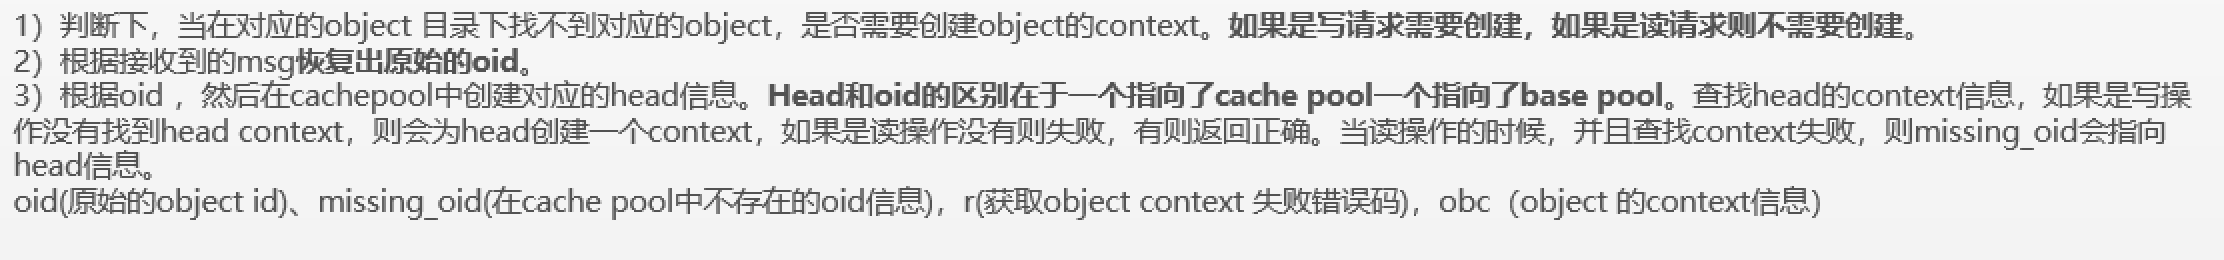 1）判断下，当在对应的object 目录下找不到对应的object，是否需要创建object的context。如果是写请求需要创建，如果是读请求则不需要创建。
2）根据接收到的msg恢复出原始的oid。
3）根据oid ，然后在cachepool中创建对应的head信息。Head和oid的区别在于一个指向了cache pool一个指向了base pool。查找head的context信息，如果是写操
作没有找到head context，则会为head创建一个context，如果是读操作没有则失败，有则返回正确。当读操作的时候，并且查找context失败，则missing_oid会指向
head信息。
oid(原始的object id)、missing_oid(在cache pool中不存在的oid信息)，r(获取object context 失败错误码)，obc（object 的context信息）